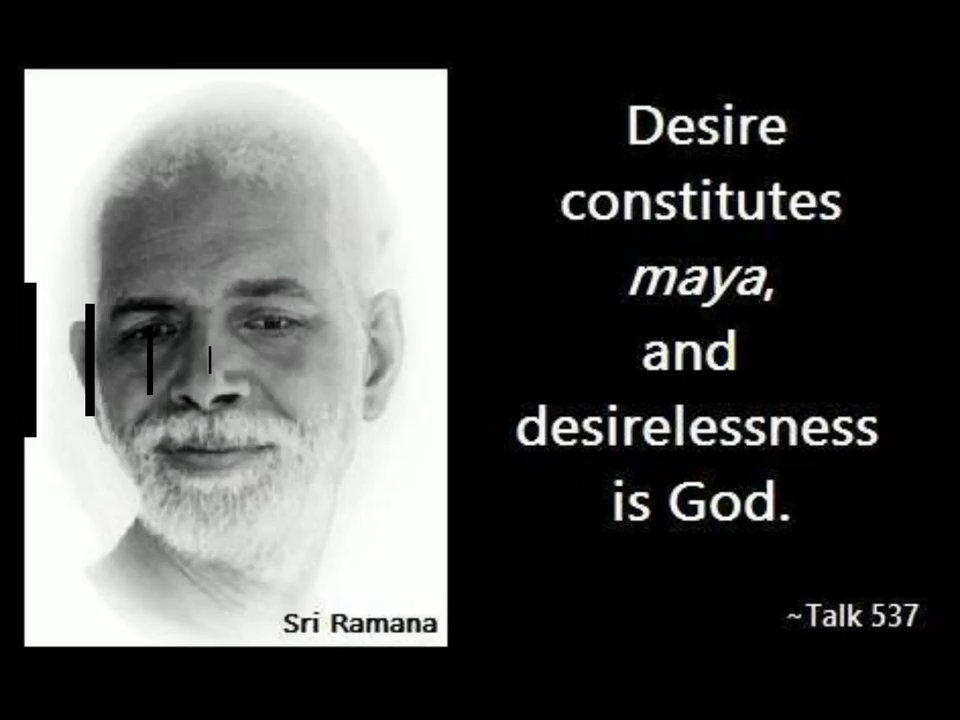 Desire
constitutes
maya,
and
desirelessness
is God.
~Talk 537
Sri Ramana